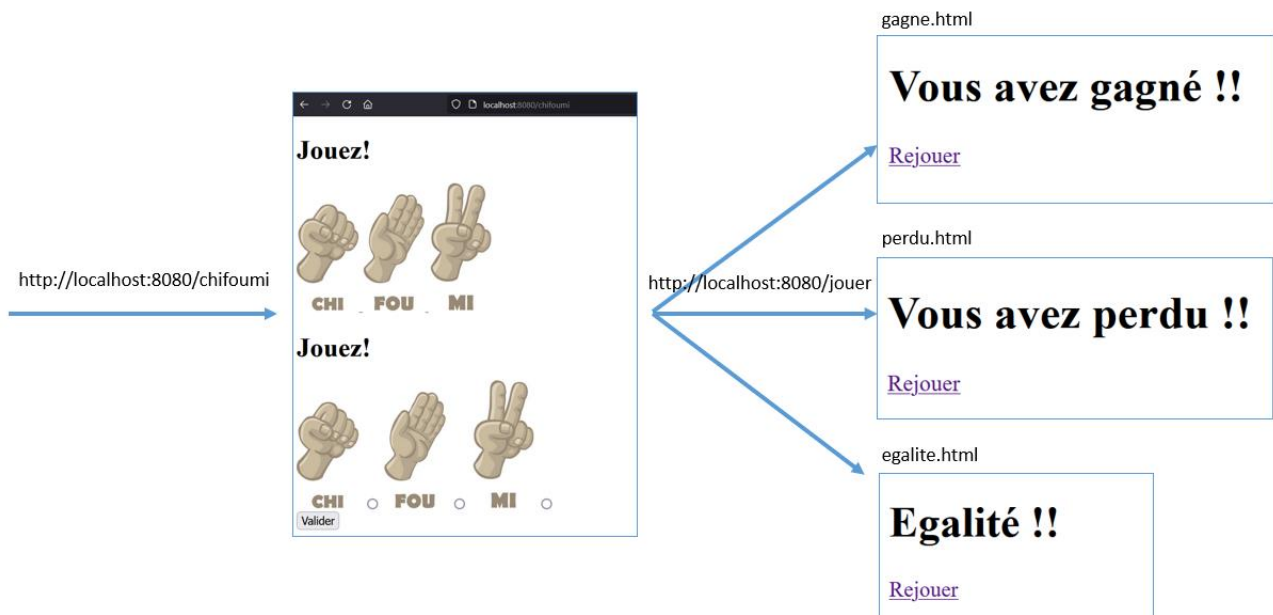 http://localhost:8080/chifoumi
localhost:8080/chifoumi
Jouez!
CHI FOU MI
Jouez!
CHI FOU MI
Valider
http://localhost:8080/jouer
gagne.html
Vous avez gagné !!
Rejouer
perdu.html
Vous avez perdu !!
Rejouer
egalite.html
Egalité !!
Rejouer